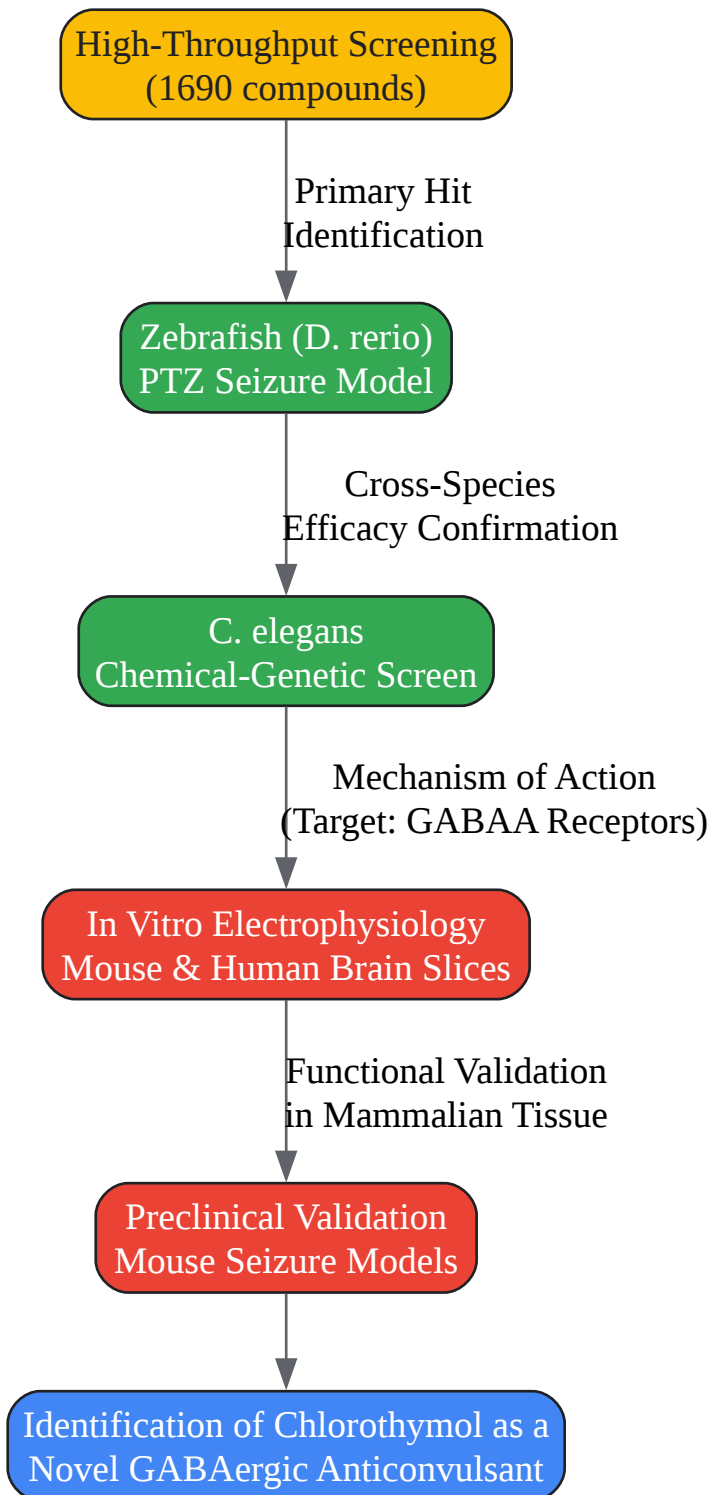 High-Throughput Screening
(1690 compounds)
Primary Hit
Identification
Zebrafish (D. rerio)
PTZ Seizure Model
Cross-Species
Efficacy Confirmation
C. elegans
Chemical-Genetic Screen
Mechanism of Action
(Target: GABAA Receptors)
In Vitro Electrophysiology
Mouse & Human Brain Slices
Functional Validation
in Mammalian Tissue
Preclinical Validation
Mouse Seizure Models
Identification of Chlorothymol as a
Novel GABAergic Anticonvulsant